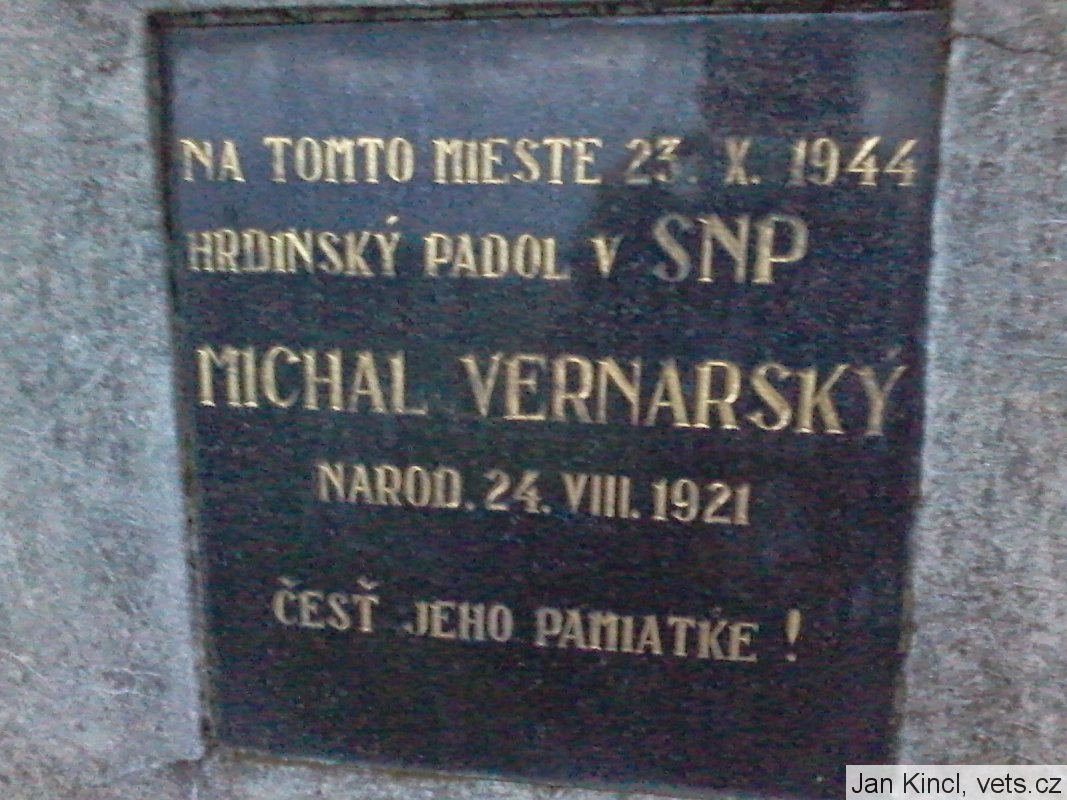 NA TOMTO MIESTE 23. X. 1944
HRDINSKÝ PADOL V SNP
MICHAL VERNARSKÝ
NAROD. 24. VIII. 1921
ČESŤ JEHO PAMIATKE !
Jan Kincl, vets.cz